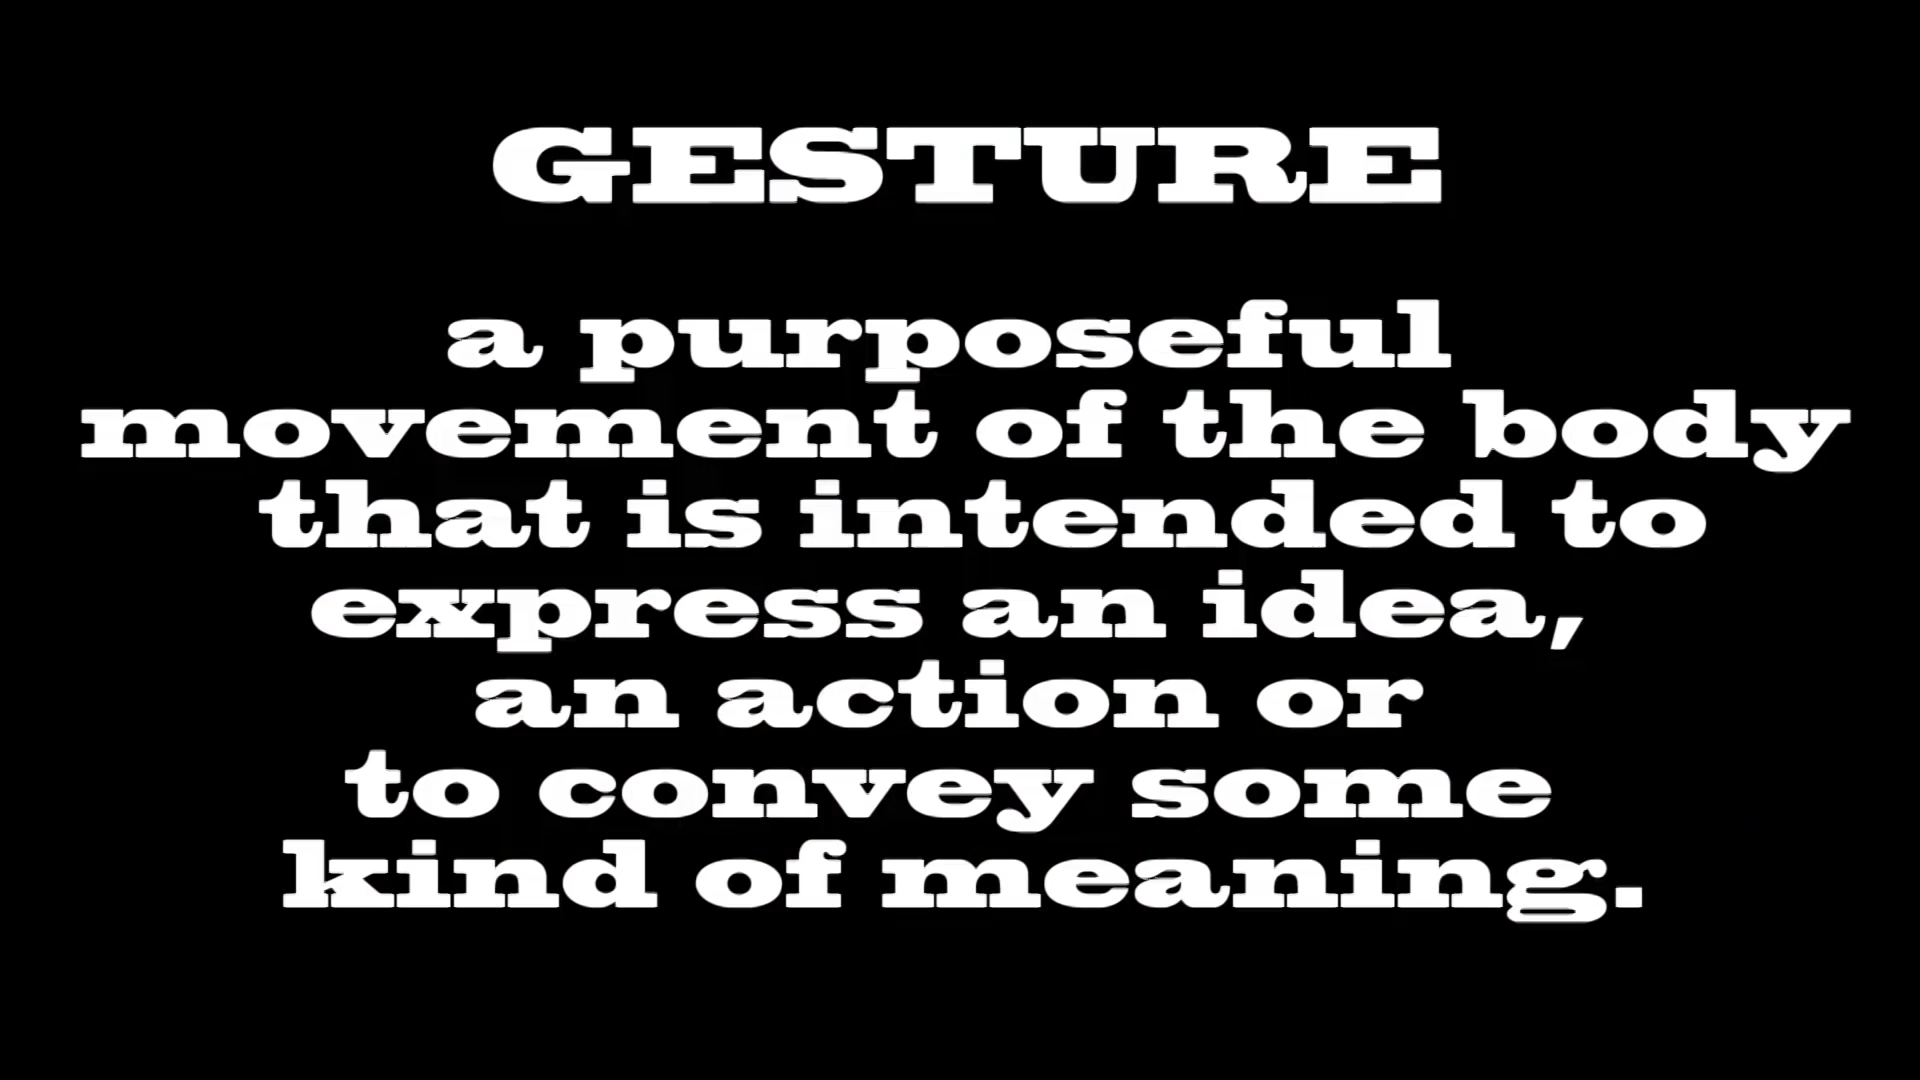 GESTURE
a purposeful
movement of the body
that is intended to
express an idea,
an action or
to convey some
kind of meaning.